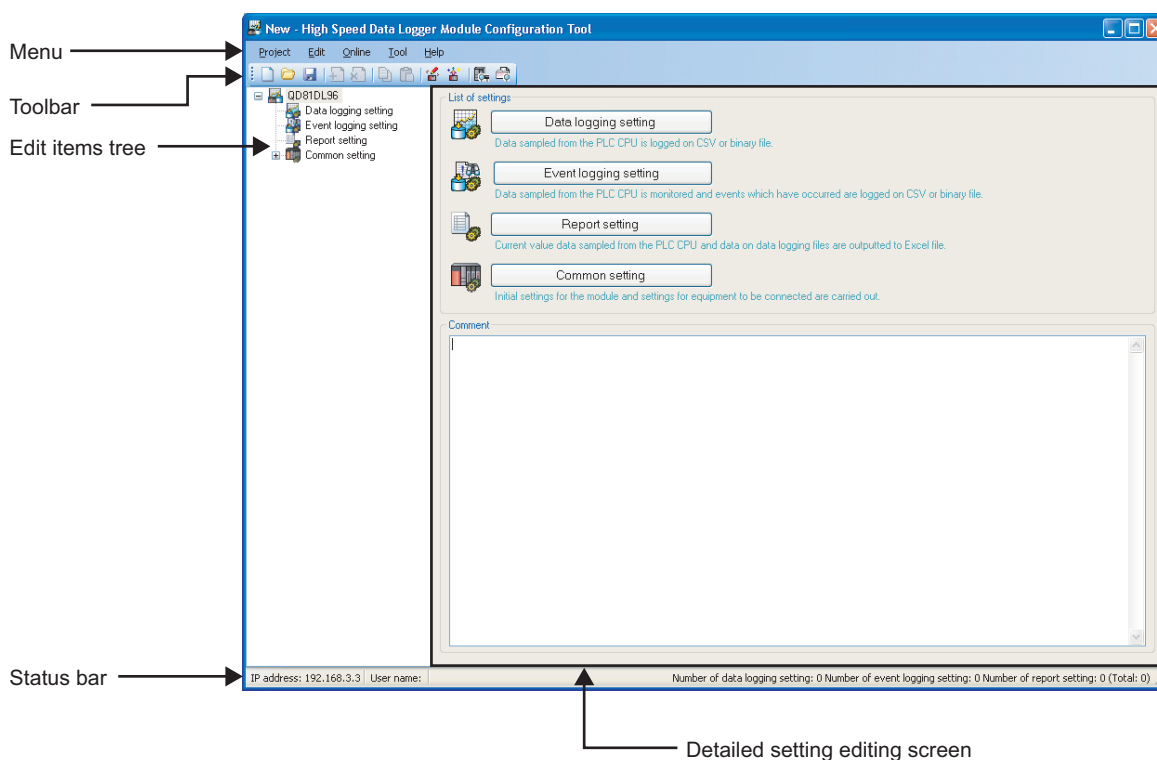 New - High Speed Data Logger Module Configuration Tool
Menu
Project Edit Online Tool Help
Toolbar
QD81DL96
Data logging setting
Event logging setting
Edit items tree
Report setting
Common setting
List of settings
Data logging setting
Data sampled from the PLC CPU is logged on CSV or binary file.
Event logging setting
Data sampled from the PLC CPU is monitored and events which have occurred are logged on CSV or binary file.
Report setting
Current value data sampled from the PLC CPU and data on data logging files are outputted to Excel file.
Common setting
Initial settings for the module and settings for equipment to be connected are carried out.
Comment
Status bar
IP address: 192.168.3.3 User name:
Number of data logging setting: 0 Number of event logging setting: 0 Number of report setting: 0 (Total: 0)
Detailed setting editing screen